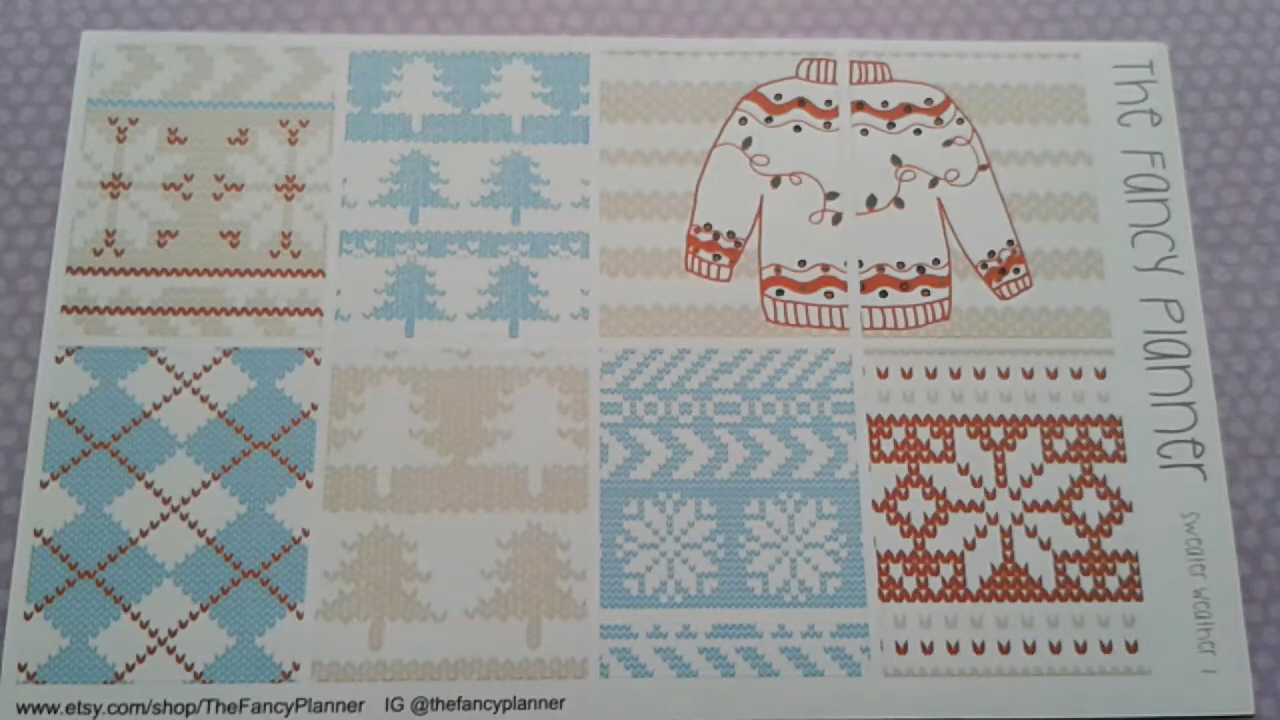 The Fancy Planner
sweater weather 1
www.etsy.com/shop/TheFancyPlanner IG @thefancyplanner